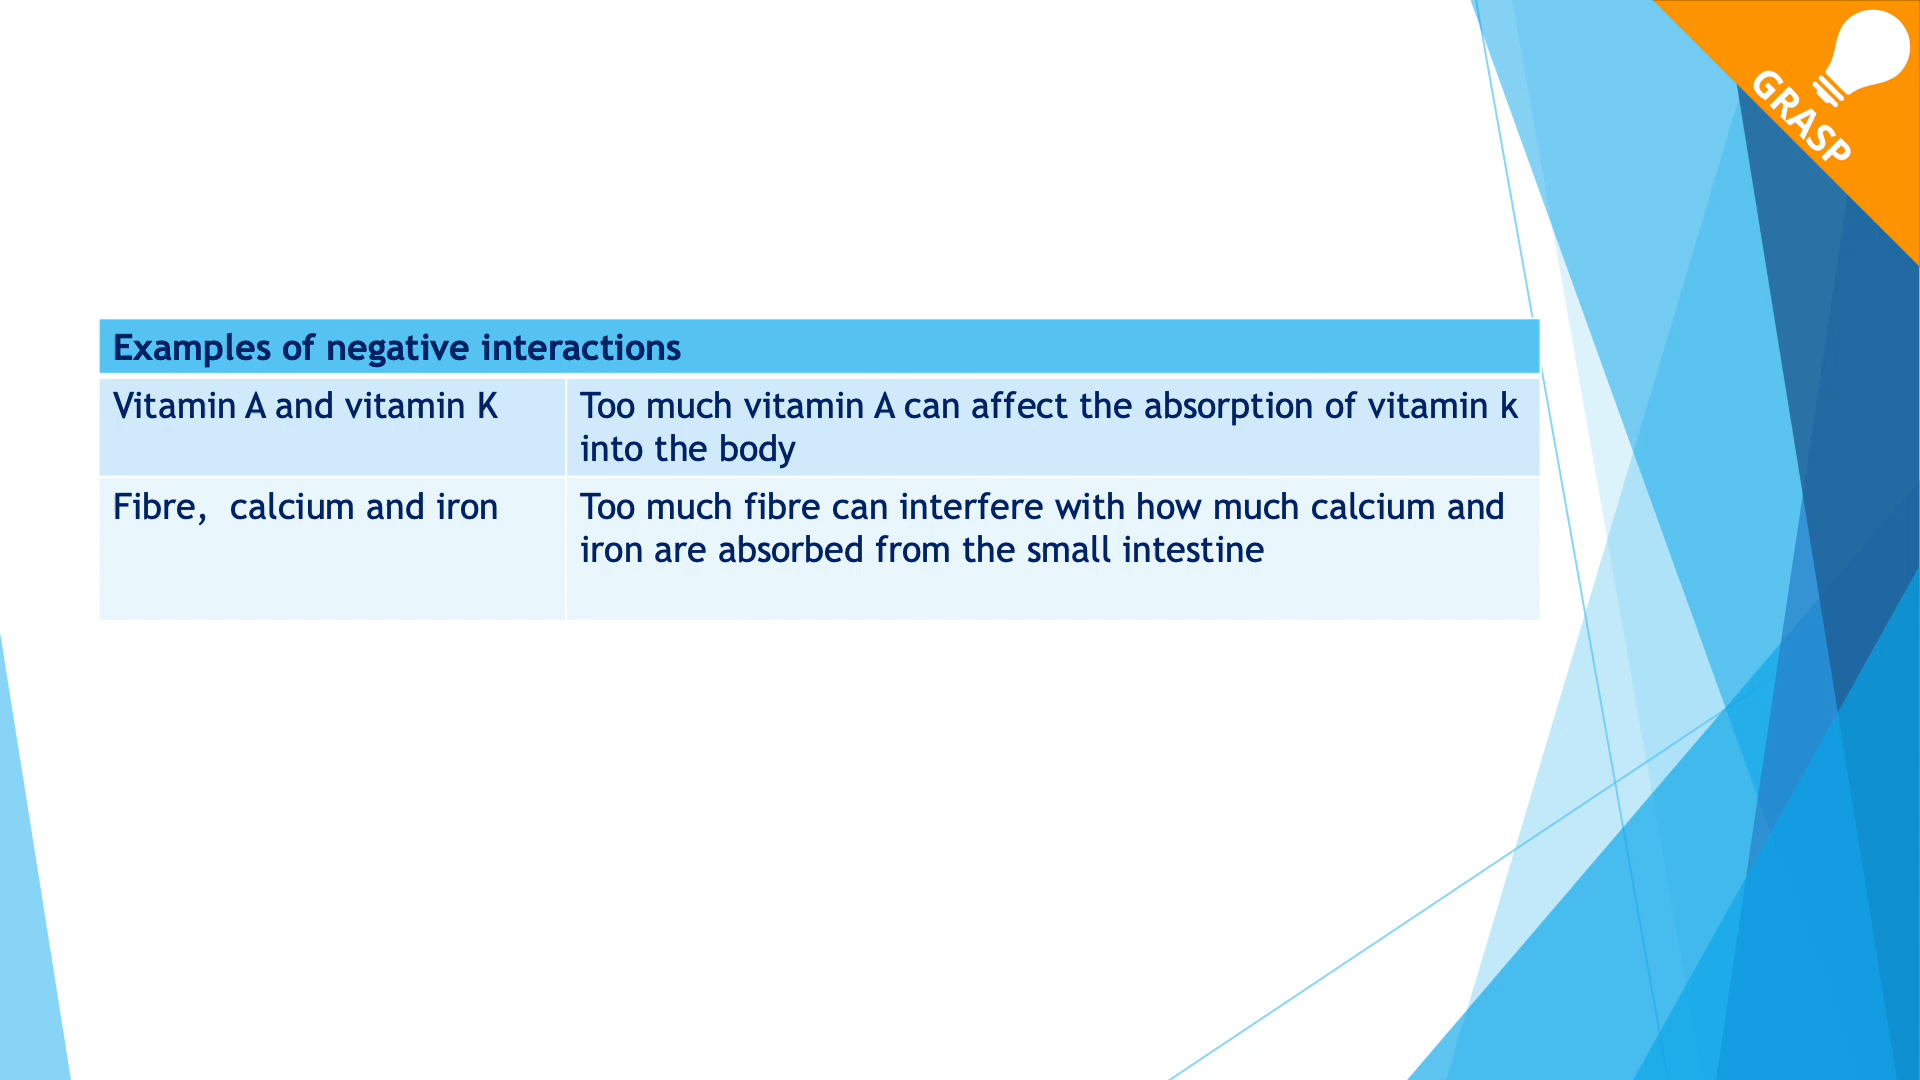 GRASP
Examples of negative interactions
Vitamin A and vitamin K
Too much vitamin A can affect the absorption of vitamin k
into the body
Fibre,  calcium and iron
Too much fibre can interfere with how much calcium and
iron are absorbed from the small intestine